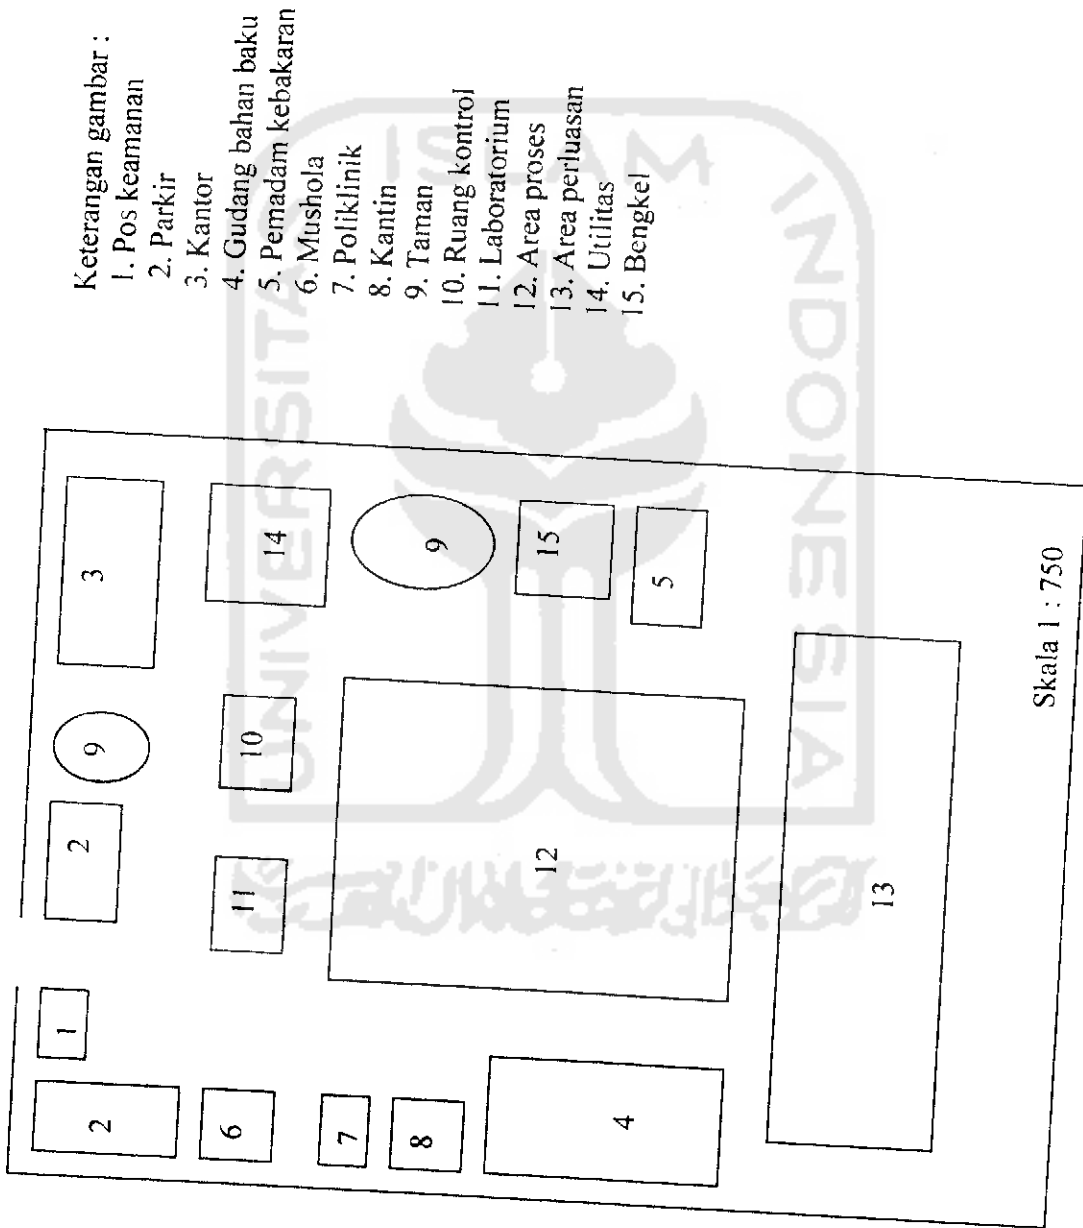 Keterangan gambar :
1. Pos keamanan
2. Parkir
3. Kantor
4. Gudang bahan baku
5. Pemadam kebakaran
6. Mushola
7. Poliklinik
8. Kantin
9. Taman
10. Ruang kontrol
11. Laboratorium
12. Area proses
13. Area perluasan
14. Utilitas
15. Bengkel
3
9
2
1
2
14
10
11
6
9
7
15
12
8
5
4
13
Skala 1 : 750
UNIVERSITAS
ISLAM
INDONESIA